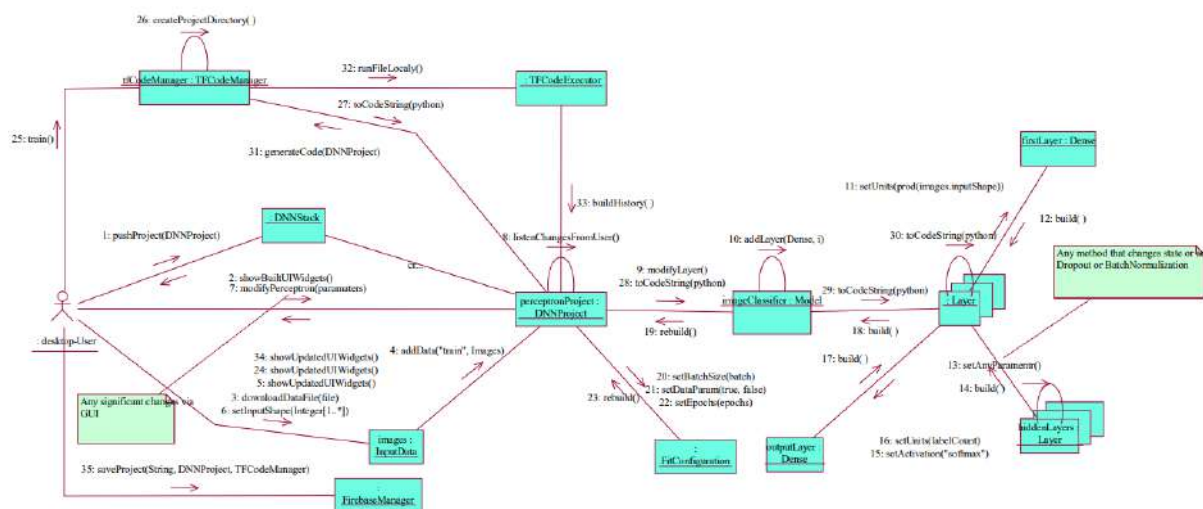 26: createProjectDirectory( )
tfCodeManager : TFCodeManager
32: runFileLocaly()
: TFCodeExecutor
27: toCodeString(python)
25: train()
31: generateCode(DNNProject)
firstLayer : Dense
11: setUnits(prod(images.inputShape))
33: buildHistory( )
: DNNStack
1: pushProject(DNNProject)
8: listenChangesFromUser()
10: addLayer(Dense, i)
30: toCodeString(python)
12: build( )
Any method that changes state or
Dropout or BatchNormalization
2: showBuiltUIWidgets()
7: modifyPerceptron(paramaters)
9: modifyLayer()
28: toCodeString(python)
29: toCodeString(python)
perceptronProject :
DNNProject
imageClassifier : Model
: Layer
: desktop-User
19: rebuild()
18: build( )
4: addData("train", Images)
34: showUpdatedUIWidgets()
24: showUpdatedUIWidgets()
5: showUpdatedUIWidgets()
17: build( )
13: setAnyParametr()
14: build( )
20: setBatchSize(batch)
21: setDataParam(true, false)
22: setEpochs(epochs)
23: rebuild()
3: downloadDataFile(file)
6: setInputShape(Integer[1..*])
Any significant changes via
GUI
images :
InputData
:
FitConfiguration
outputLayer :
Dense
hiddenLayers :
Layer
16: setUnits(labelCount)
15: setActivation("softmax")
35: saveProject(String, DNNProject, TFCodeManager)
:
FirebaseManager